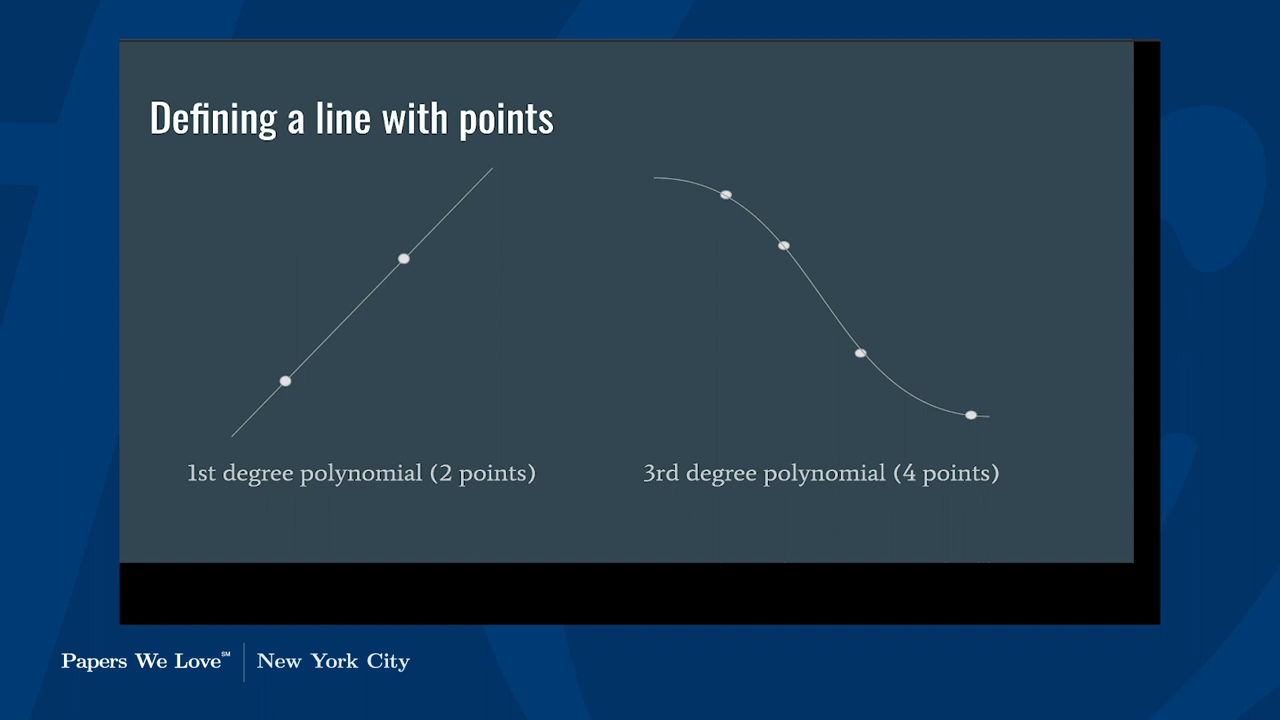 Defining a line with points
1st degree polynomial (2 points)
3rd degree polynomial (4 points)
Papers We Love℠
New York City